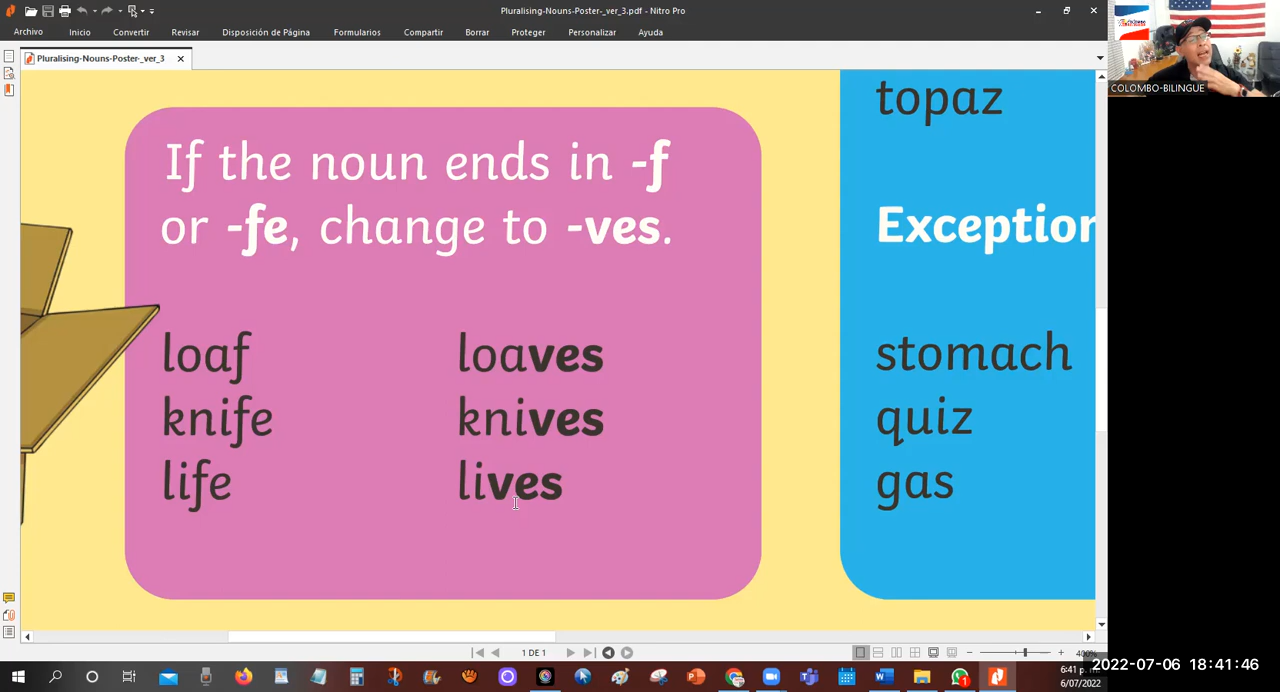 Pluralising-Nouns-Poster-_ver_3.pdf - Nitro Pro
Archivo Inicio Convertir Revisar Disposición de Página Formularios Compartir Borrar Proteger Personalizar Ayuda
Pluralising-Nouns-Poster-_ver_3
If the noun ends in -f
or -fe, change to -ves.
loaf loaves
knife knives
life lives
topaz
Exception
stomach
quiz
gas
COLOMBO-BILINGUE
1 DE 1
400%
2022-07-06 18:41:46
6:41 p. m.
6/07/2022